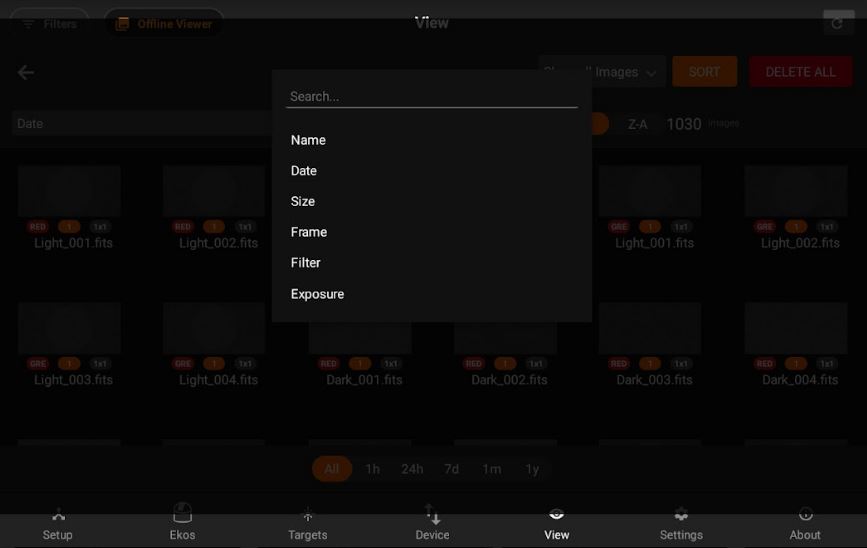 Filters
Offline Viewer
View
Images
SORT
DELETE ALL
Search...
Date
Z-A
1030
images
Name
Date
Size
Frame
Filter
Exposure
RED 1 1x1
RED 1 1x1
GRE 1 1x1
GRE 1 1x1
Light_001.fits
Light_002.fits
Light_001.fits
Light_002.fits
GRE 1 1x1
GRE 1 1x1
RED 1 1x1
RED 1 1x1
RED 1 1x1
RED 1 1x1
Light_003.fits
Light_004.fits
Dark_001.fits
Dark_002.fits
Dark_003.fits
Dark_004.fits
All 1h 24h 7d 1m 1y
Setup
Ekos
Targets
Device
View
Settings
About